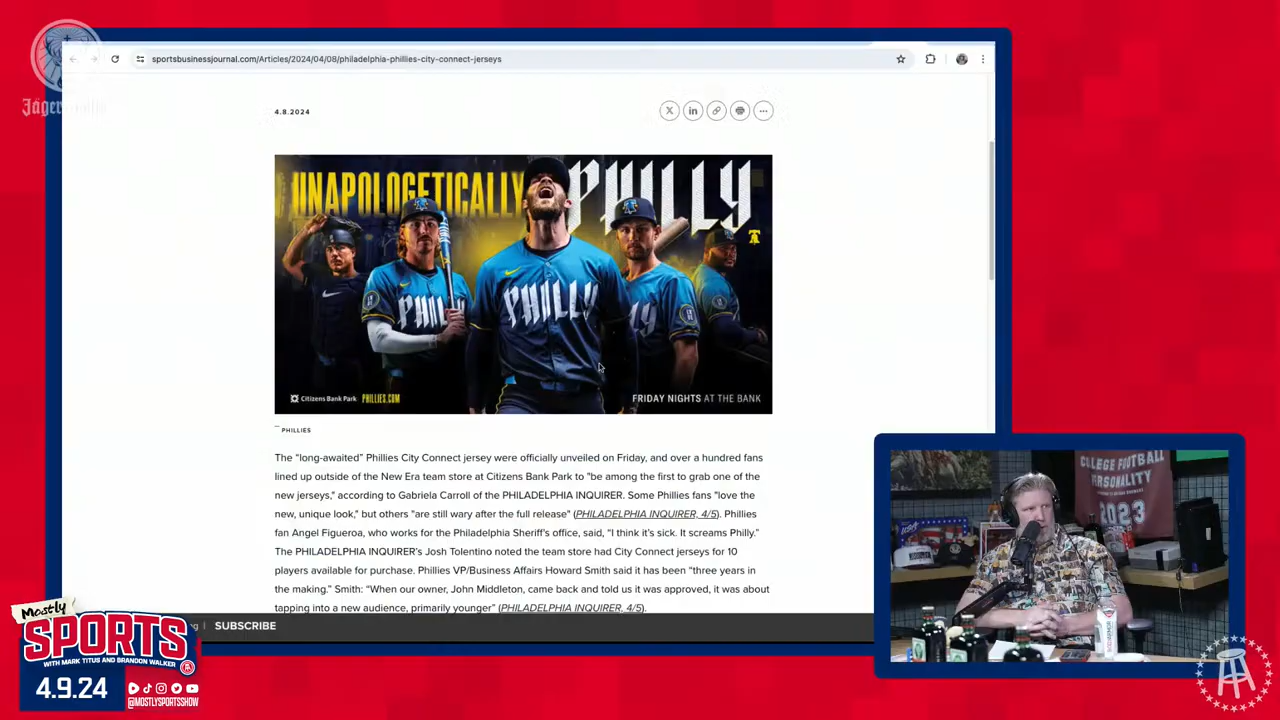 Jägermeister
sportsbusinessjournal.com/Articles/2024/04/08/philadelphia-phillies-city-connect-jerseys
4.8.2024
UNAPOLOGETICALLY PHILLY
PHILLY
PHILLY
Citizens Bank Park PHILLIES.COM
FRIDAY NIGHTS AT THE BANK
PHILLIES
The “long-awaited” Phillies City Connect jersey were officially unveiled on Friday, and over a hundred fans
lined up outside of the New Era team store at Citizens Bank Park to "be among the first to grab one of the
new jerseys," according to Gabriela Carroll of the PHILADELPHIA INQUIRER. Some Phillies fans "love the
new, unique look,” but others "are still wary after the full release" (PHILADELPHIA INQUIRER, 4/5). Phillies
fan Angel Figueroa, who works for the Philadelphia Sheriff’s office, said, “I think it’s sick. It screams Philly.”
The PHILADELPHIA INQUIRER’s Josh Tolentino noted the team store had City Connect jerseys for 10
players available for purchase. Phillies VP/Business Affairs Howard Smith said it has been “three years in
the making.” Smith: “When our owner, John Middleton, came back and told us it was approved, it was about
tapping into a new audience, primarily younger” (PHILADELPHIA INQUIRER, 4/5).
SUBSCRIBE
COLLEGE FOOTBALL
PERSONALITY
2023
Mostly
SPORTS
WITH MARK TITUS AND BRANDON WALKER
4.9.24
@MOSTLYSPORTSSHOW